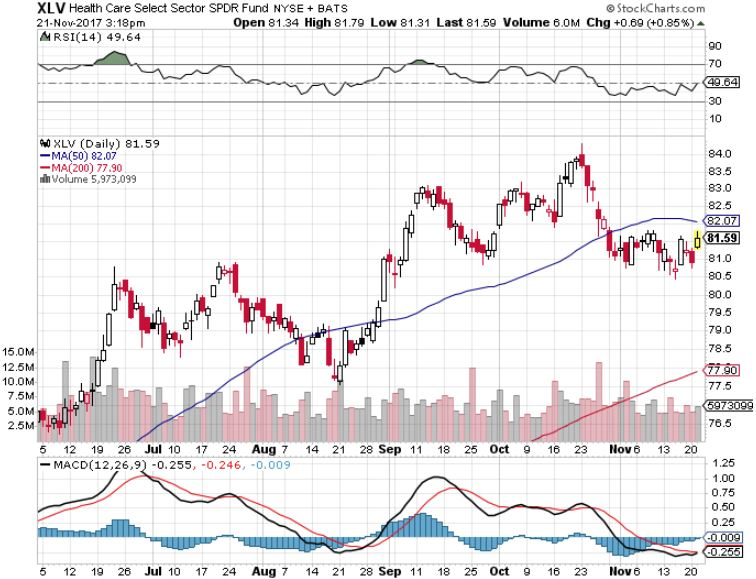 XLV Health Care Select Sector SPDR Fund NYSE + BATS © StockCharts.com
21-Nov-2017 3:18pm Open 81.34 High 81.79 Low 81.31 Last 81.59 Volume 6.0M Chg +0.69 (+0.85%)
RSI(14) 49.64
90
70
49.64
30
10
XLV (Daily) 81.59
MA(50) 82.07
MA(200) 77.90
Volume 5,973,099
84.0
83.5
83.0
82.5
82.07
81.59
81.0
80.5
80.0
79.5
79.0
78.5
77.90
77.5
5973099
76.5
15.0M
12.5M
10.0M
7.5M
5.0M
2.5M
5 12 19 26 Jul 10 17 24 Aug 7 14 21 28 Sep 11 18 25 Oct 9 16 23 Nov 6 13 20
MACD(12,26,9) -0.255, -0.246, -0.009
1.25
1.00
0.75
0.50
0.25
-0.009
-0.255
5 12 19 26 Jul 10 17 24 Aug 7 14 21 28 Sep 11 18 25 Oct 9 16 23 Nov 6 13 20